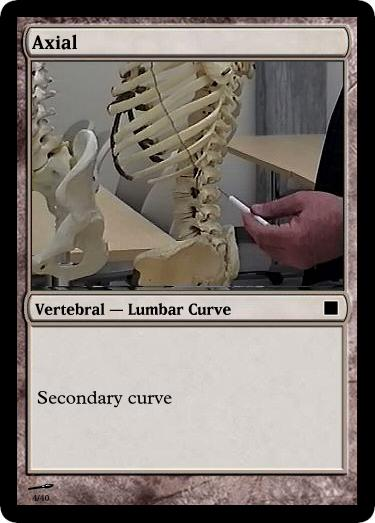 Axial
Vertebral — Lumbar Curve
Secondary curve
4/40